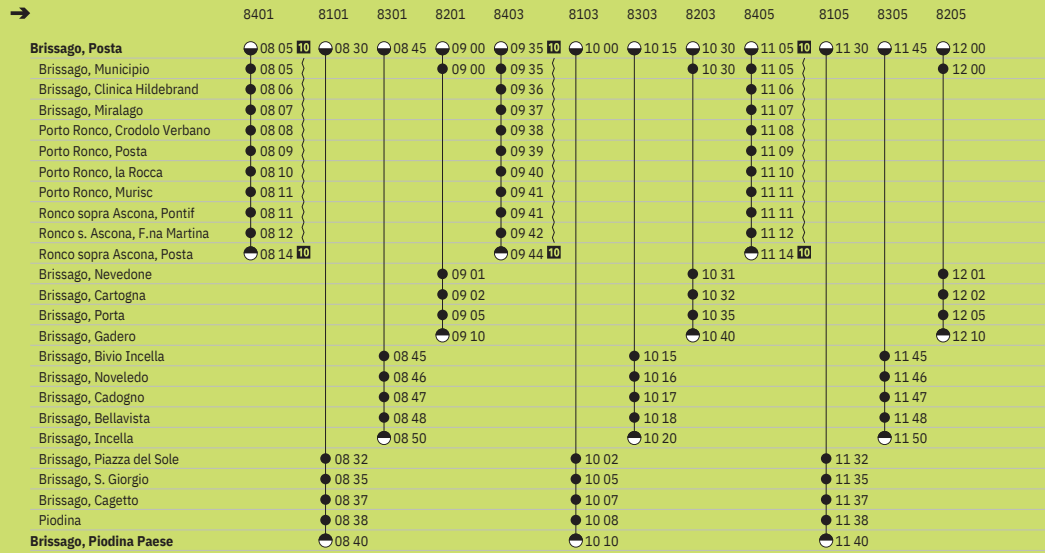 ➔ 8401 8101 8301 8201 8403 8103 8303 8203 8405 8105 8305 8205
Brissago, Posta 08 05 10 08 30 08 45 09 00 09 35 10 10 00 10 15 10 30 11 05 10 11 30 11 45 12 00
Brissago, Municipio 08 05 09 00 09 35 10 30 11 05 12 00
Brissago, Clinica Hildebrand 08 06 09 36 11 06
Brissago, Miralago 08 07 09 37 11 07
Porto Ronco, Crodolo Verbano 08 08 09 38 11 08
Porto Ronco, Posta 08 09 09 39 11 09
Porto Ronco, la Rocca 08 10 09 40 11 10
Porto Ronco, Murisc 08 11 09 41 11 11
Ronco sopra Ascona, Pontif 08 11 09 41 11 11
Ronco s. Ascona, F.na Martina 08 12 09 42 11 12
Ronco sopra Ascona, Posta 08 14 10 09 44 10 11 14 10
Brissago, Nevedone 09 01 10 31 12 01
Brissago, Cartogna 09 02 10 32 12 02
Brissago, Porta 09 05 10 35 12 05
Brissago, Gadero 09 10 10 40 12 10
Brissago, Bivio Incella 08 45 10 15 11 45
Brissago, Noveledo 08 46 10 16 11 46
Brissago, Cadogno 08 47 10 17 11 47
Brissago, Bellavista 08 48 10 18 11 48
Brissago, Incella 08 50 10 20 11 50
Brissago, Piazza del Sole 08 32 10 02 11 32
Brissago, S. Giorgio 08 35 10 05 11 35
Brissago, Cagetto 08 37 10 07 11 37
Piodina 08 38 10 08 11 38
Brissago, Piodina Paese 08 40 10 10 11 40